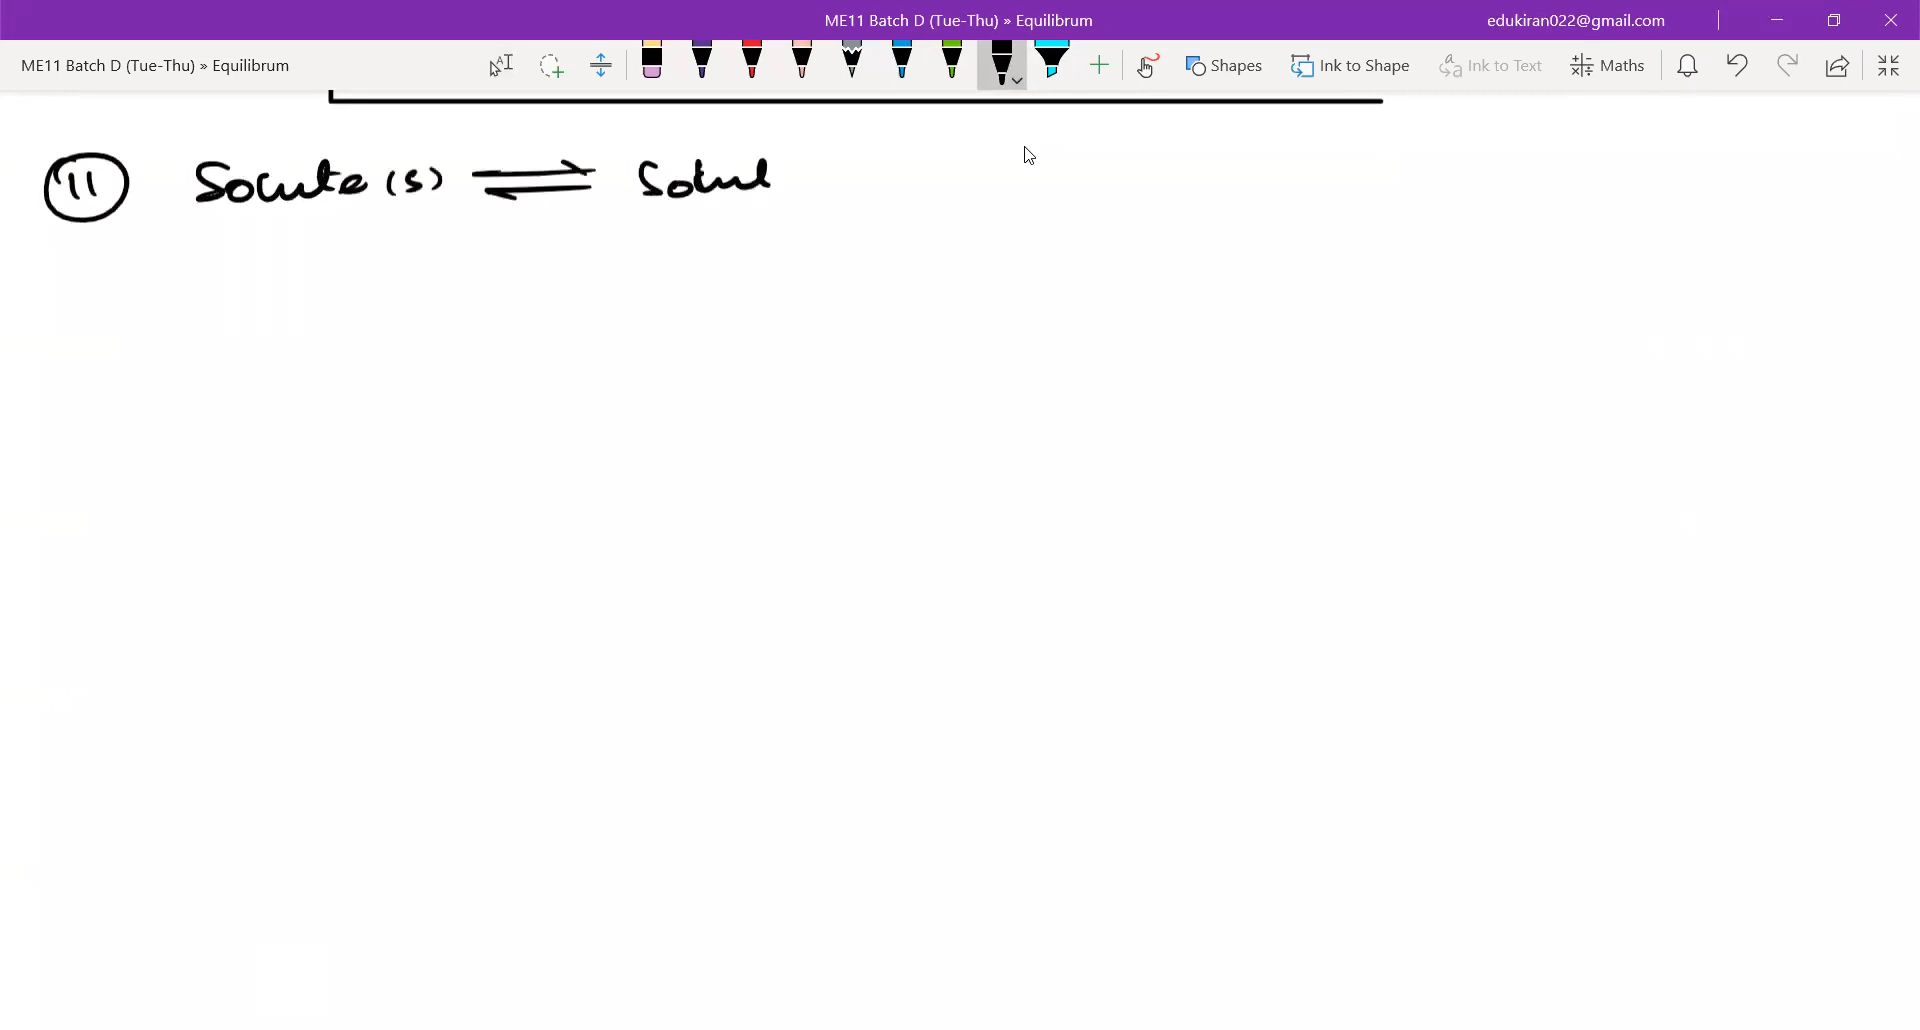 ME11 Batch D (Tue-Thu) » Equilibrum
edukiran022@gmail.com
ME11 Batch D (Tue-Thu) » Equilibrum
Shapes
Ink to Shape
Ink to Text
Maths
11 Solute (s) ⇌ Solut